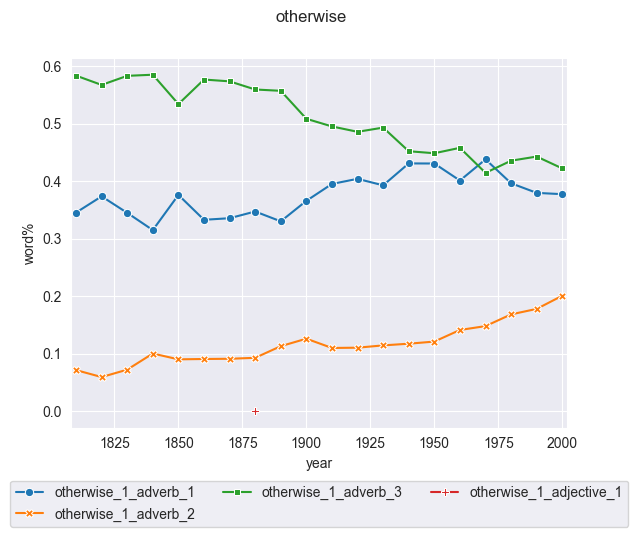 otherwise
0.6
0.5
0.4
0.3
0.2
0.1
0.0
word%
1825 1850 1875 1900 1925 1950 1975 2000
year
otherwise_1_adverb_1 otherwise_1_adverb_3 otherwise_1_adjective_1
otherwise_1_adverb_2